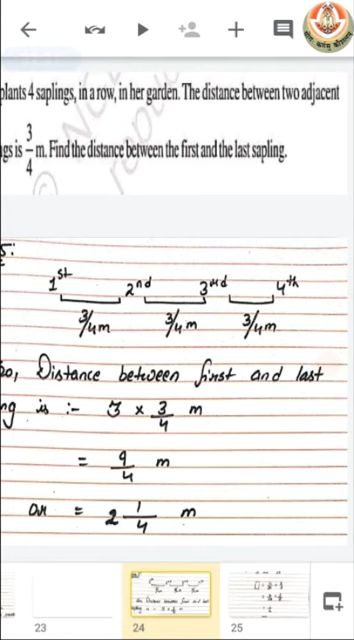 plants 4 saplings, in a row, in her garden. The distance between two adjacent
ngs is 3/4 m. Find the distance between the first and the last sapling.
5:
1st 2nd 3rd 4th
3/4m 3/4m 3/4m
so, Distance between first and last
ng is :- 3 × 3/4 m
= 9/4 m
or = 2 1/4 m
23
24
25